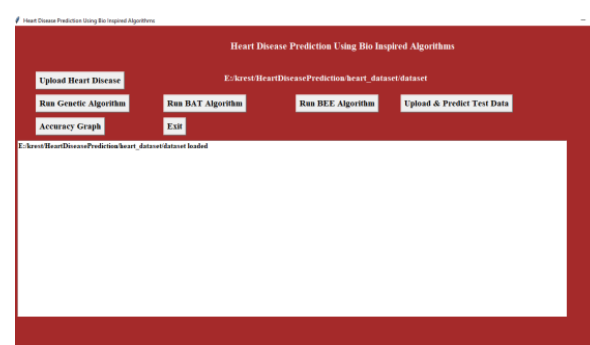 Heart Disease Prediction Using Bio Inspired Algorithms
Heart Disease Prediction Using Bio Inspired Algorithms
Upload Heart Disease E:/krest/HeartDiseasePrediction/heart_dataset/dataset
Run Genetic Algorithm Run BAT Algorithm Run BEE Algorithm Upload & Predict Test Data
Accuracy Graph Exit
E:/krest/HeartDiseasePrediction/heart_dataset/dataset loaded